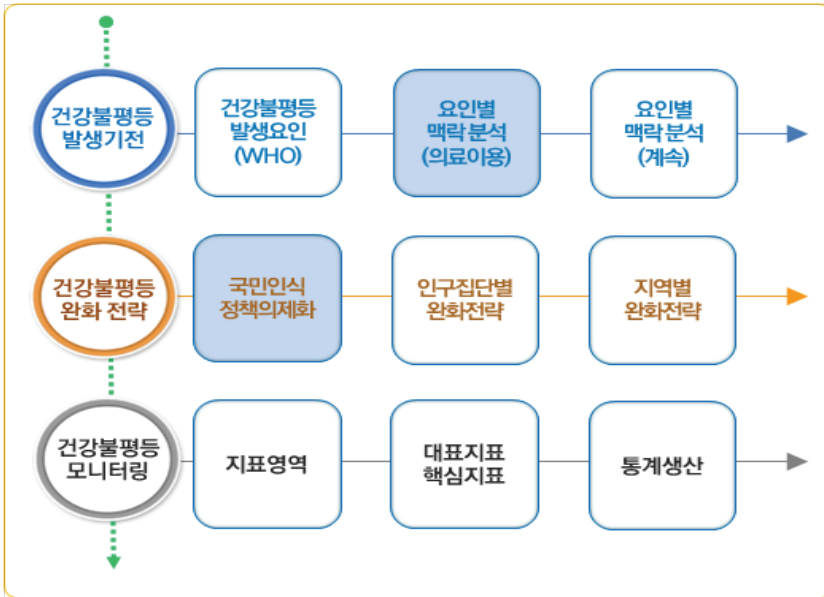 건강불평등
발생기전
건강불평등
발생요인
(WHO)
요인별
맥락 분석
(의료이용)
요인별
맥락 분석
(계속)
건강불평등
완화 전략
국민인식
정책의제화
인구집단별
완화전략
지역별
완화전략
건강불평등
모니터링
지표영역
대표지표
핵심지표
통계생산